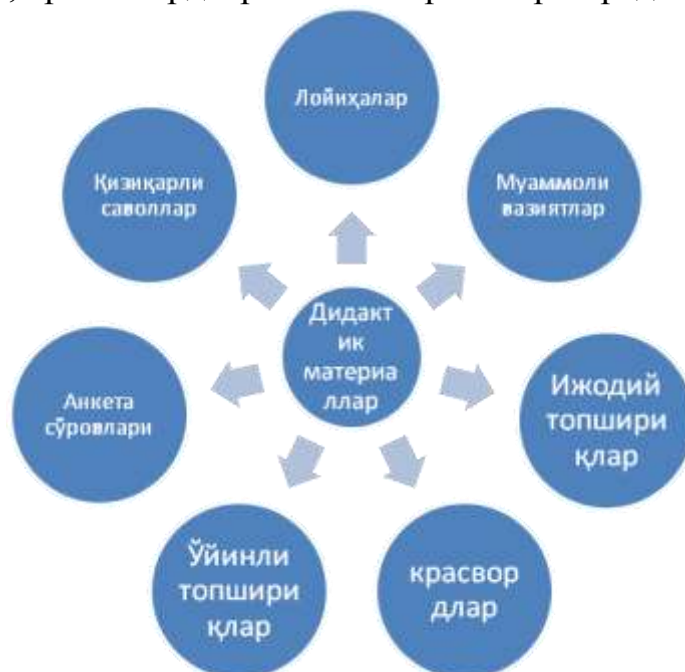 Лойиҳалар
Муаммоли
вазиятлар
Ижодий
топшири
қлар
красвор
длар
Ўйинли
топшири
қлар
Анкета
сўровлари
Қизиқарли
саволлар
Дидакт
ик
материа
ллар